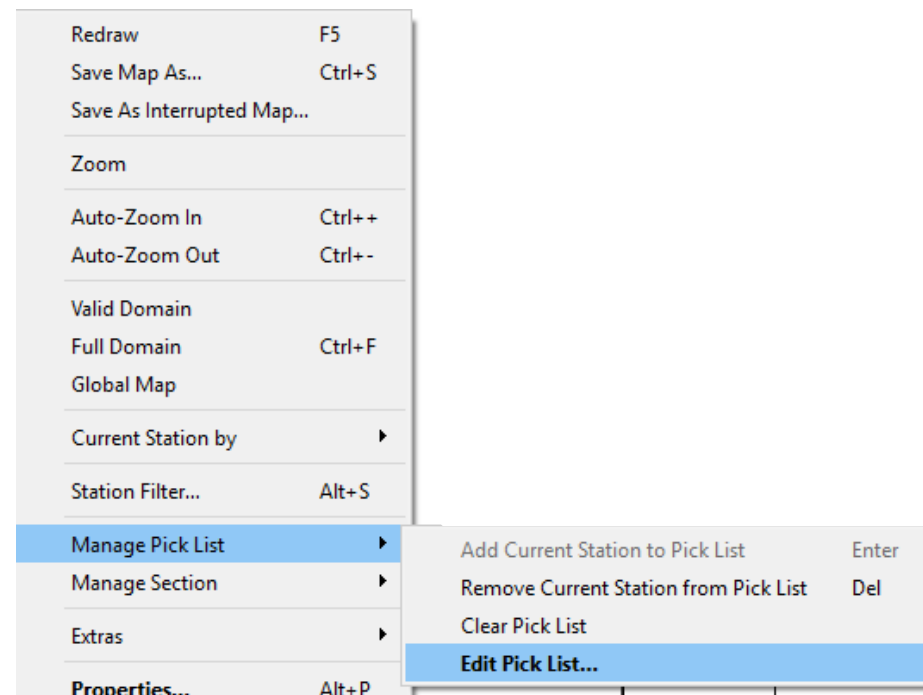 Redraw F5
Save Map As... Ctrl+S
Save As Interrupted Map...
Zoom
Auto-Zoom In Ctrl++
Auto-Zoom Out Ctrl+-
Valid Domain
Full Domain Ctrl+F
Global Map
Current Station by
Station Filter... Alt+S
Manage Pick List
Manage Section
Extras
Properties... Alt+P
Add Current Station to Pick List Enter
Remove Current Station from Pick List Del
Clear Pick List
Edit Pick List...